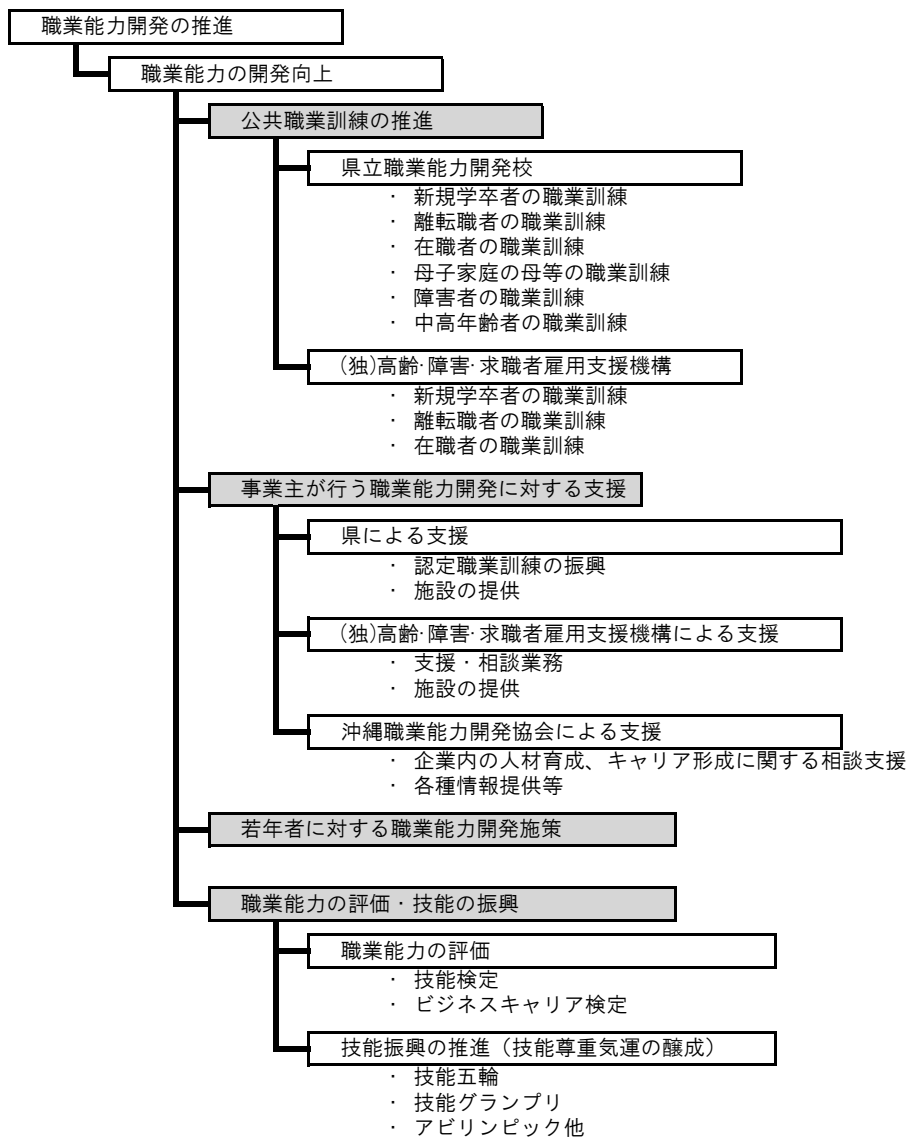 職業能力開発の推進
職業能力の開発向上
公共職業訓練の推進
県立職業能力開発校
・ 新規学卒者の職業訓練
・ 離転職者の職業訓練
・ 在職者の職業訓練
・ 母子家庭の母等の職業訓練
・ 障害者の職業訓練
・ 中高年齢者の職業訓練
(独)高齢・障害・求職者雇用支援機構
・ 新規学卒者の職業訓練
・ 離転職者の職業訓練
・ 在職者の職業訓練
事業主が行う職業能力開発に対する支援
県による支援
・ 認定職業訓練の振興
・ 施設の提供
(独)高齢・障害・求職者雇用支援機構による支援
・ 支援・相談業務
・ 施設の提供
沖縄職業能力開発協会による支援
・ 企業内の人材育成、キャリア形成に関する相談支援
・ 各種情報提供等
若年者に対する職業能力開発施策
職業能力の評価・技能の振興
職業能力の評価
・ 技能検定
・ ビジネスキャリア検定
技能振興の推進（技能尊重気運の醸成）
・ 技能五輪
・ 技能グランプリ
・ アビリンピック他